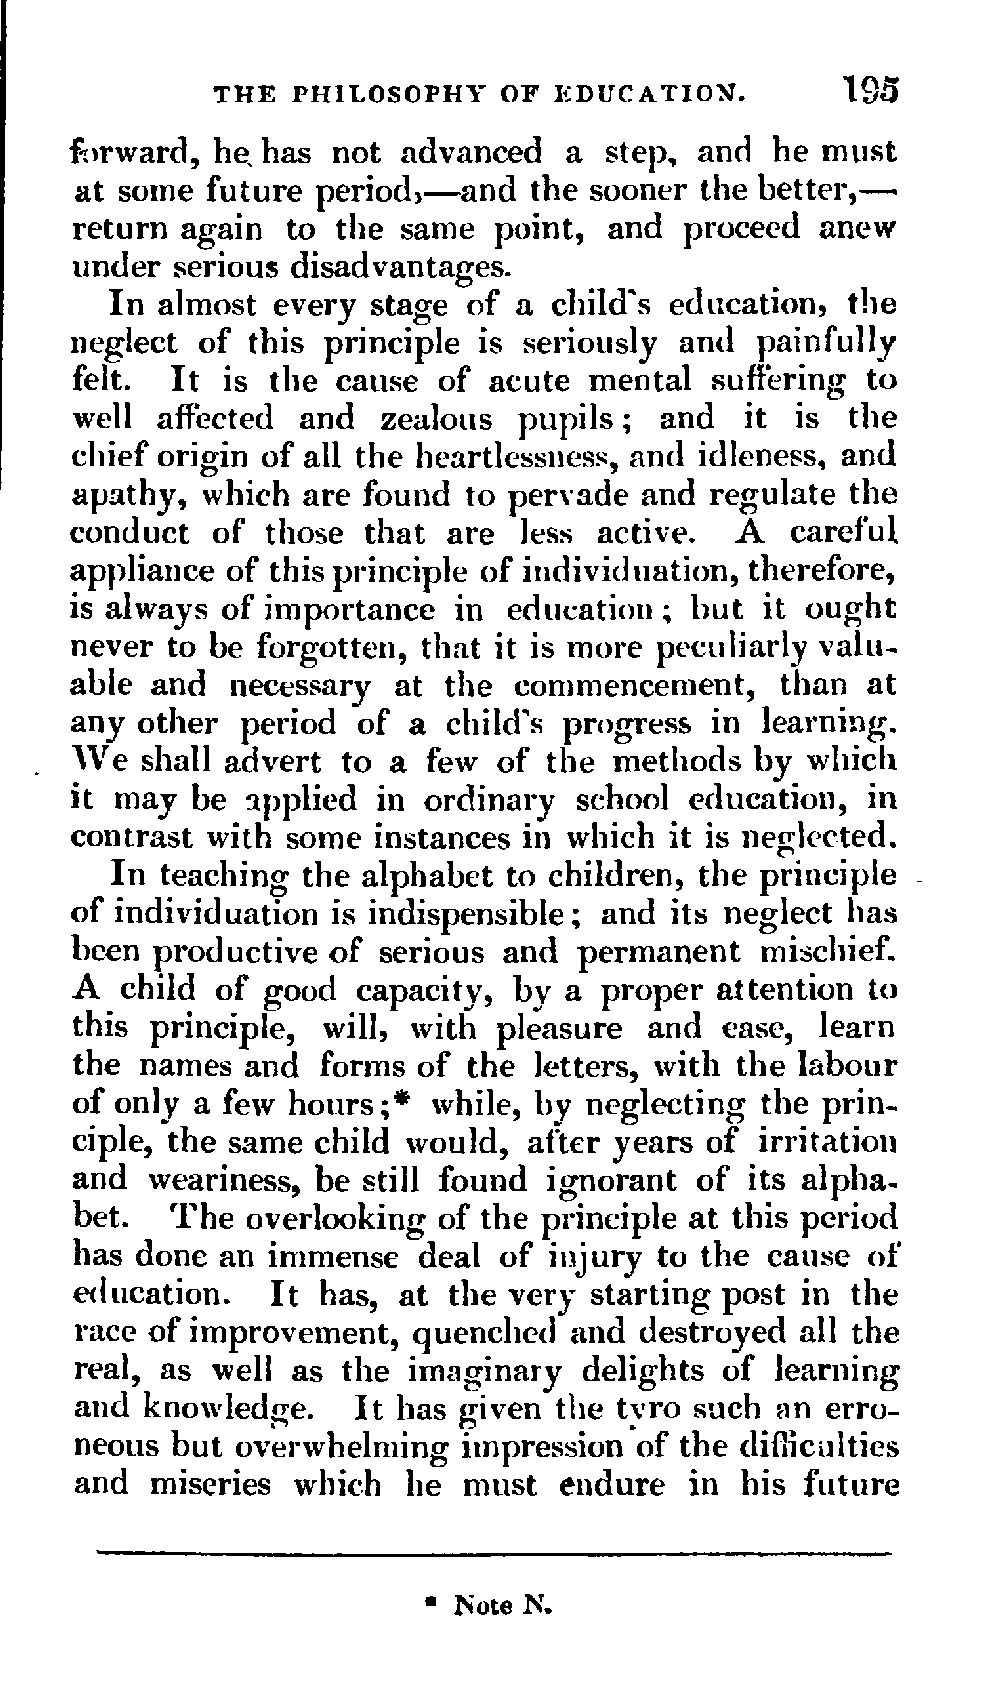 THE PHILOSOPHY OF EDUCATION. 195
forward, he has not advanced a step, and he must
at some future period,—and the sooner the better,—
return again to the same point, and proceed anew
under serious disadvantages.
In almost every stage of a child's education, the
neglect of this principle is seriously and painfully
felt. It is the cause of acute mental suffering to
well affected and zealous pupils; and it is the
chief origin of all the heartlessness, and idleness, and
apathy, which are found to pervade and regulate the
conduct of those that are less active. A careful
appliance of this principle of individuation, therefore,
is always of importance in education; but it ought
never to be forgotten, that it is more peculiarly valu-
able and necessary at the commencement, than at
any other period of a child's progress in learning.
We shall advert to a few of the methods by which
it may be applied in ordinary school education, in
contrast with some instances in which it is neglected.
In teaching the alphabet to children, the principle
of individuation is indispensible; and its neglect has
been productive of serious and permanent mischief.
A child of good capacity, by a proper attention to
this principle, will, with pleasure and ease, learn
the names and forms of the letters, with the labour
of only a few hours;* while, by neglecting the prin-
ciple, the same child would, after years of irritation
and weariness, be still found ignorant of its alpha-
bet. The overlooking of the principle at this period
has done an immense deal of injury to the cause of
education. It has, at the very starting post in the
race of improvement, quenched and destroyed all the
real, as well as the imaginary delights of learning
and knowledge. It has given the tyro such an erro-
neous but overwhelming impression of the difficulties
and miseries which he must endure in his future
* Note N.